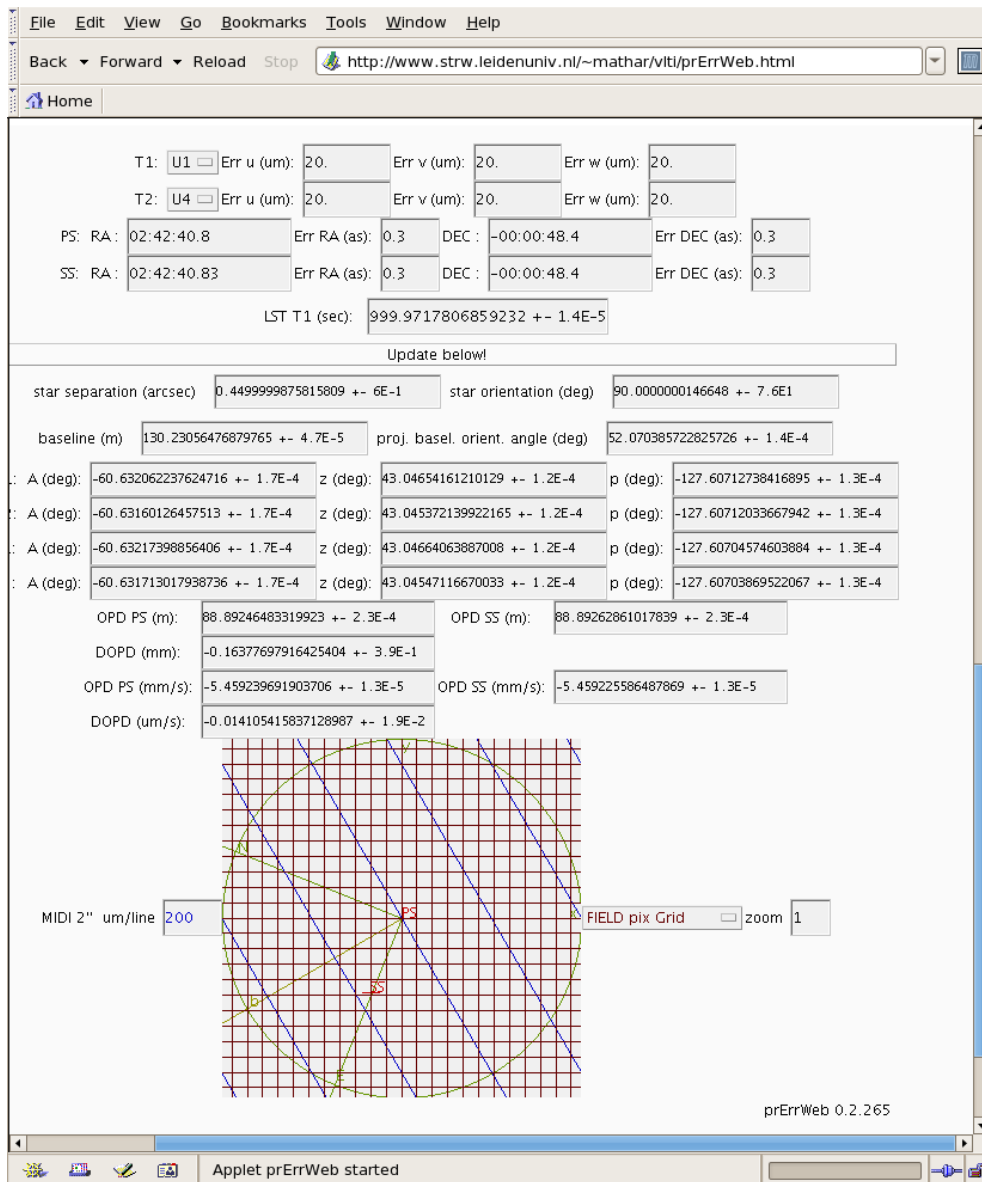 File Edit View Go Bookmarks Tools Window Help
Back Forward Reload Stop http://www.strw.leidenuniv.nl/~mathar/vlti/prErrWeb.html
Home
T1: U1 Err u (um): 20. Err v (um): 20. Err w (um): 20.
T2: U4 Err u (um): 20. Err v (um): 20. Err w (um): 20.
PS: RA : 02:42:40.8 Err RA (as): 0.3 DEC : -00:00:48.4 Err DEC (as): 0.3
SS: RA : 02:42:40.83 Err RA (as): 0.3 DEC : -00:00:48.4 Err DEC (as): 0.3
LST T1 (sec): 999.9717806859232 +- 1.4E-5
Update below!
star separation (arcsec) 0.4499999875815809 +- 6E-1 star orientation (deg) 90.0000000146648 +- 7.6E1
baseline (m) 130.23056476879765 +- 4.7E-5 proj. basel. orient. angle (deg) 52.070385722825726 +- 1.4E-4
: A (deg): -60.632062237624716 +- 1.7E-4 z (deg): 43.04654161210129 +- 1.2E-4 p (deg): -127.60712738416895 +- 1.3E-4
: A (deg): -60.63160126457513 +- 1.7E-4 z (deg): 43.045372139922165 +- 1.2E-4 p (deg): -127.60712033667942 +- 1.3E-4
: A (deg): -60.63217398856406 +- 1.7E-4 z (deg): 43.04664063887008 +- 1.2E-4 p (deg): -127.60704574603884 +- 1.3E-4
: A (deg): -60.631713017938736 +- 1.7E-4 z (deg): 43.04547116670033 +- 1.2E-4 p (deg): -127.60703869522067 +- 1.3E-4
OPD PS (m): 88.89246483319923 +- 2.3E-4 OPD SS (m): 88.89262861017839 +- 2.3E-4
DOPD (mm): -0.16377697916425404 +- 3.9E-1
OPD PS (mm/s): -5.459239691903706 +- 1.3E-5 OPD SS (mm/s): -5.459225586487869 +- 1.3E-5
DOPD (um/s): -0.014105415837128987 +- 1.9E-2
y
N
MIDI 2" um/line 200 PS x FIELD pix Grid zoom 1
SS
b
E
prErrWeb 0.2.265
Applet prErrWeb started